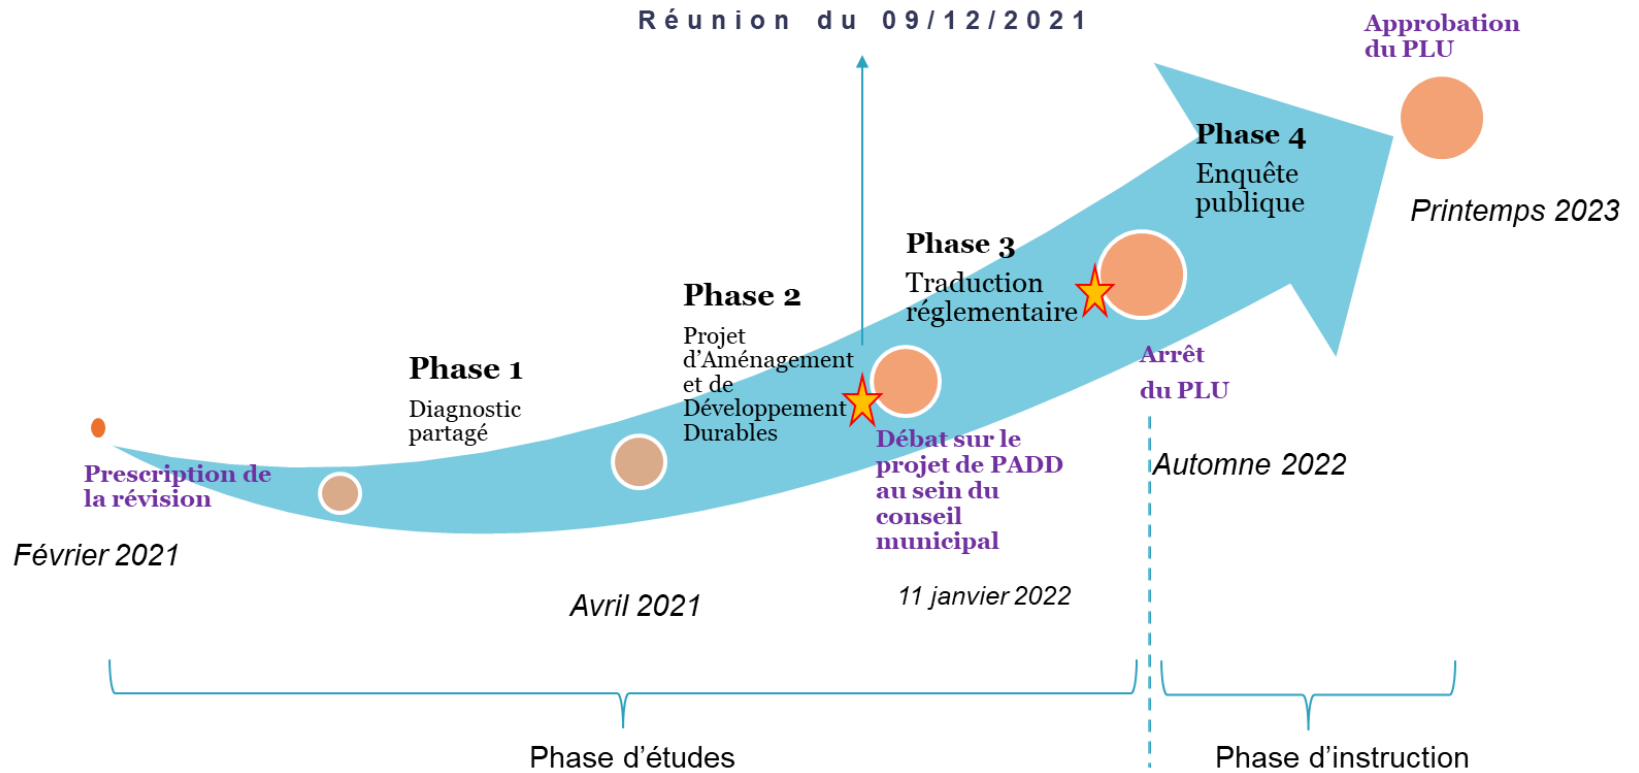 Réunion du 09/12/2021
Approbation
du PLU
Phase 4
Enquête
publique
Printemps 2023
Phase 3
Traduction
réglementaire
Phase 2
Projet
d’Aménagement
et de
Développement
Durables
Arrêt
du PLU
Phase 1
Diagnostic
partagé
Débat sur le
projet de PADD
au sein du
conseil
municipal
Automne 2022
Prescription de
la révision
Février 2021
Avril 2021
11 janvier 2022
Phase d’études
Phase d’instruction